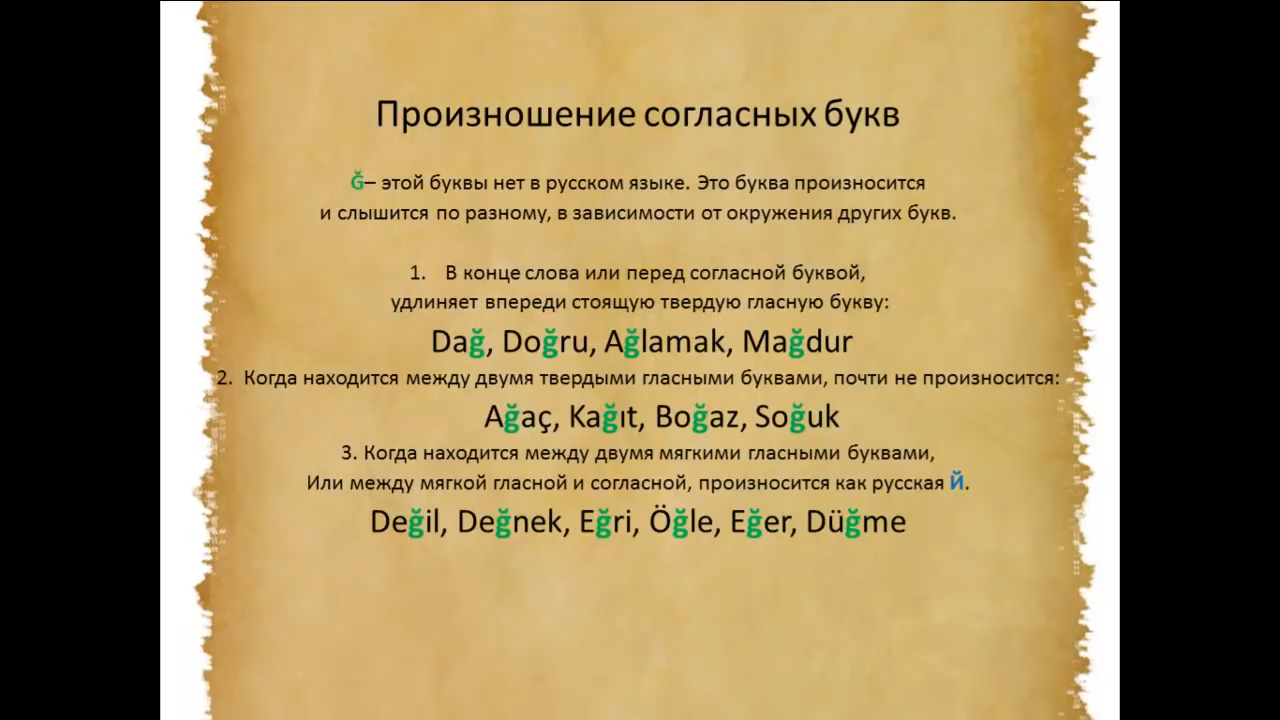 Произношение согласных букв
Ğ– этой буквы нет в русском языке. Это буква произносится
и слышится по разному, в зависимости от окружения других букв.
1. В конце слова или перед согласной буквой,
удлиняет впереди стоящую твердую гласную букву:
Dağ, Doğru, Ağlamak, Mağdur
2. Когда находится между двумя твердыми гласными буквами, почти не произносится:
Ağaç, Kağıt, Boğaz, Soğuk
3. Когда находится между двумя мягкими гласными буквами,
Или между мягкой гласной и согласной, произносится как русская Й.
Değil, Değnek, Eğri, Öğle, Eğer, Düğme